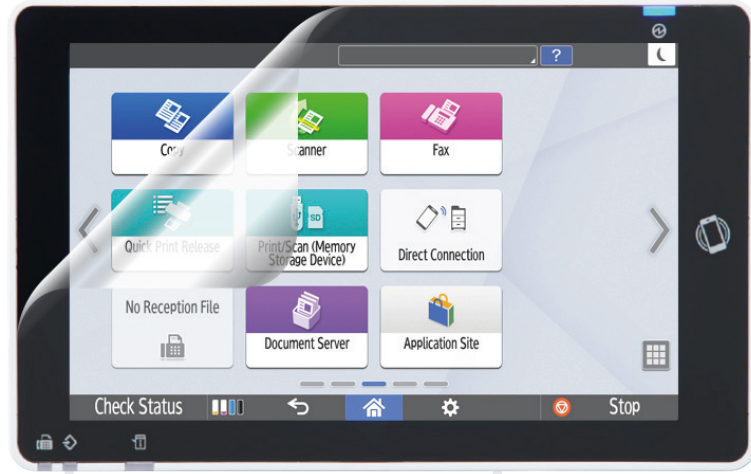 ?
Copy
Scanner
Fax
SD
Quick Print Release
Print/Scan (Memory
Storage Device)
Direct Connection
No Reception File
Document Server
Application Site
Check Status
Stop